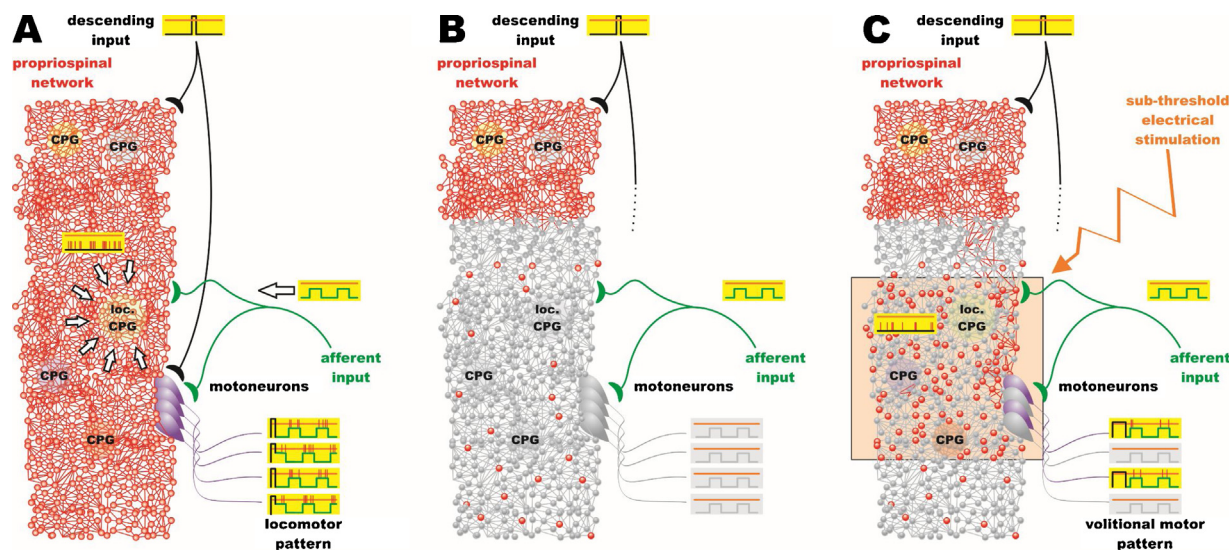 A
descending
input
propriospinal
network
CPG
CPG
loc.
CPG
CPG
CPG
afferent
input
motoneurons
locomotor
pattern
B
descending
input
propriospinal
network
CPG
CPG
loc.
CPG
CPG
CPG
afferent
input
motoneurons
C
descending
input
propriospinal
network
CPG
CPG
sub-threshold
electrical
stimulation
loc.
CPG
CPG
CPG
afferent
input
motoneurons
volitional motor
pattern